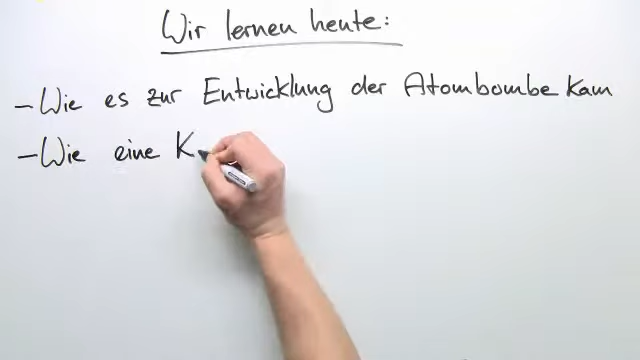 Wir lernen heute:
- Wie es zur Entwicklung der Atombombe kam
- Wie eine K